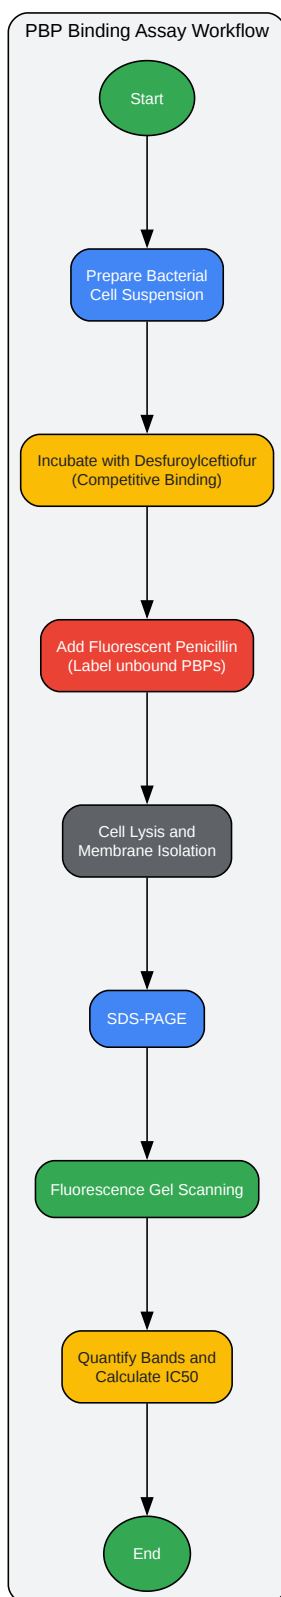 PBP Binding Assay Workflow
Start
Prepare Bacterial
Cell Suspension
Incubate with Desfuroylceftiofur
(Competitive Binding)
Add Fluorescent Penicillin
(Label unbound PBPs)
Cell Lysis and
Membrane Isolation
SDS-PAGE
Fluorescence Gel Scanning
Quantify Bands and
Calculate IC50
End